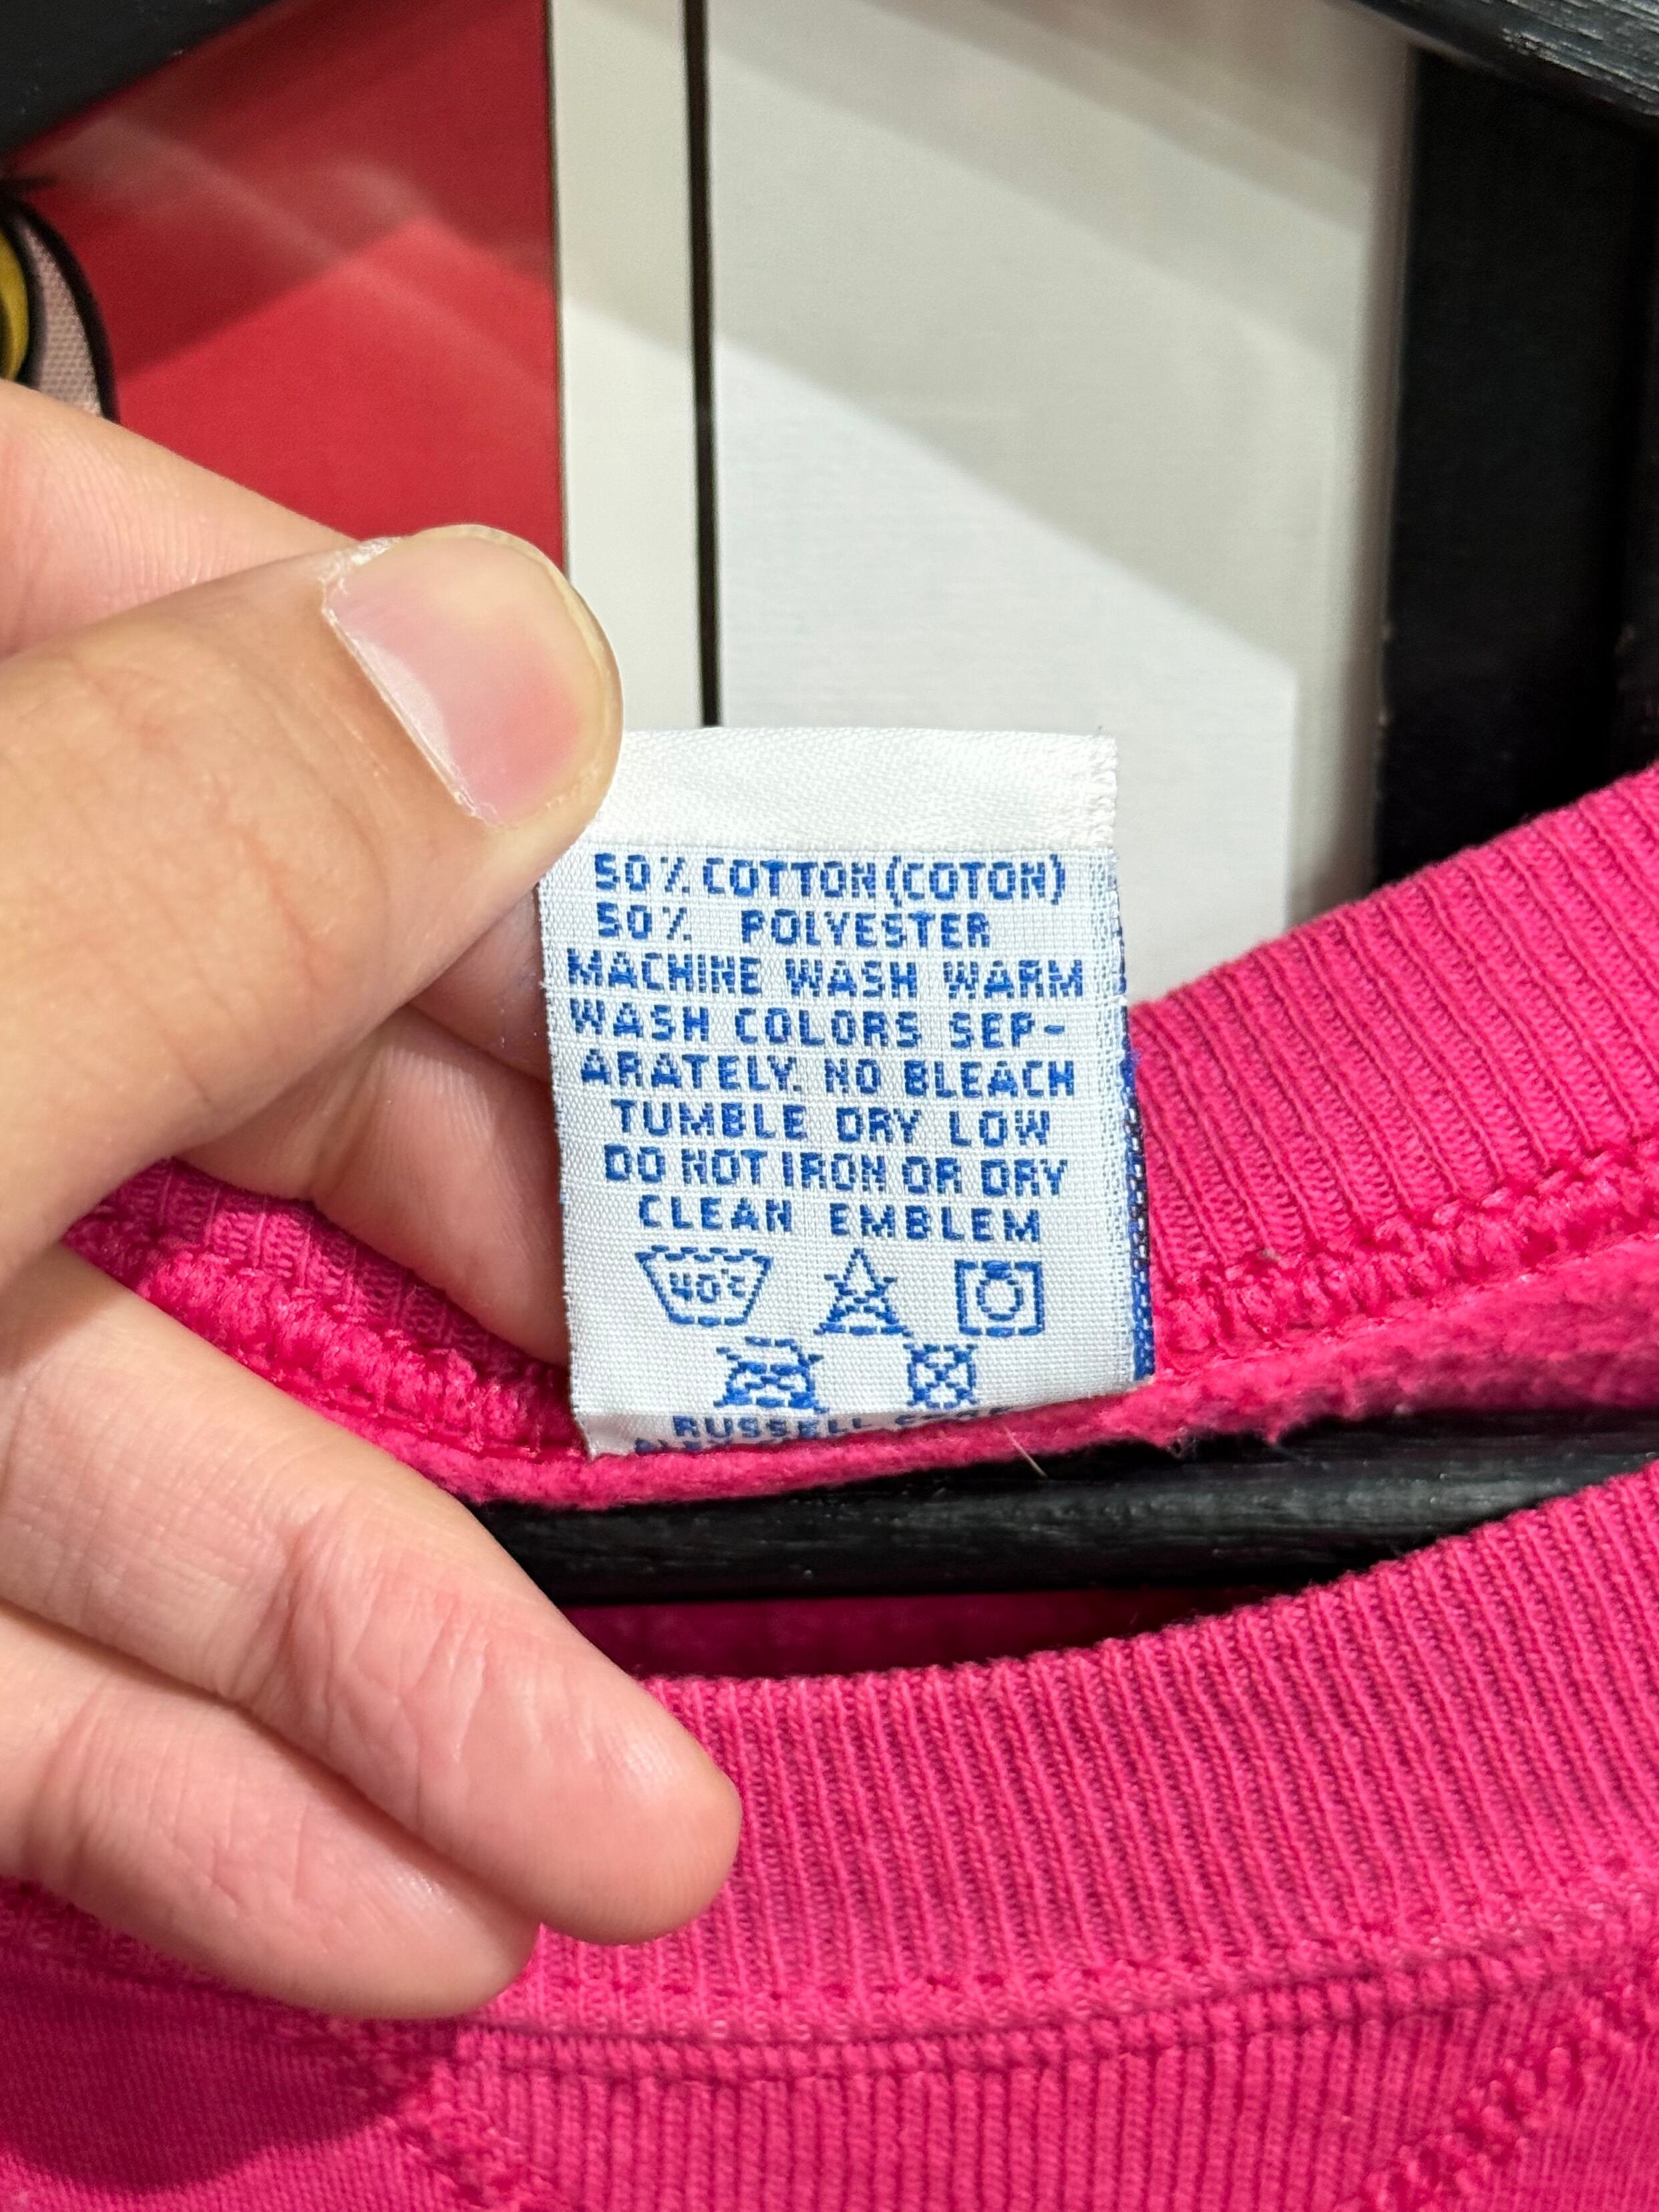 50% COTTON (COTON)
50% POLYESTER
MACHINE WASH WARM
WASH COLORS SEP-
ARATELY. NO BLEACH
TUMBLE DRY LOW
DO NOT IRON OR DRY
CLEAN EMBLEM
40°C
RUSSELL